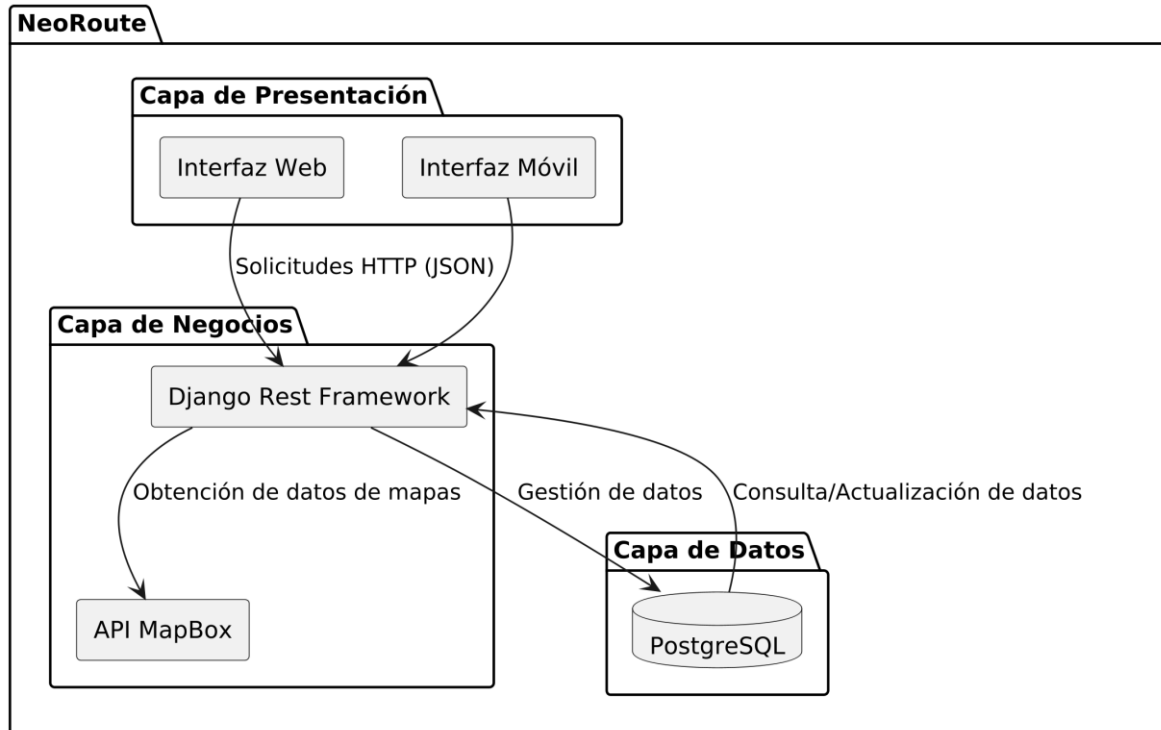 NeoRoute
Capa de Presentación
Interfaz Web
Interfaz Móvil
Solicitudes HTTP (JSON)
Capa de Negocios
Django Rest Framework
Obtención de datos de mapas
Gestión de datos
Consulta/Actualización de datos
Capa de Datos
API MapBox
PostgreSQL